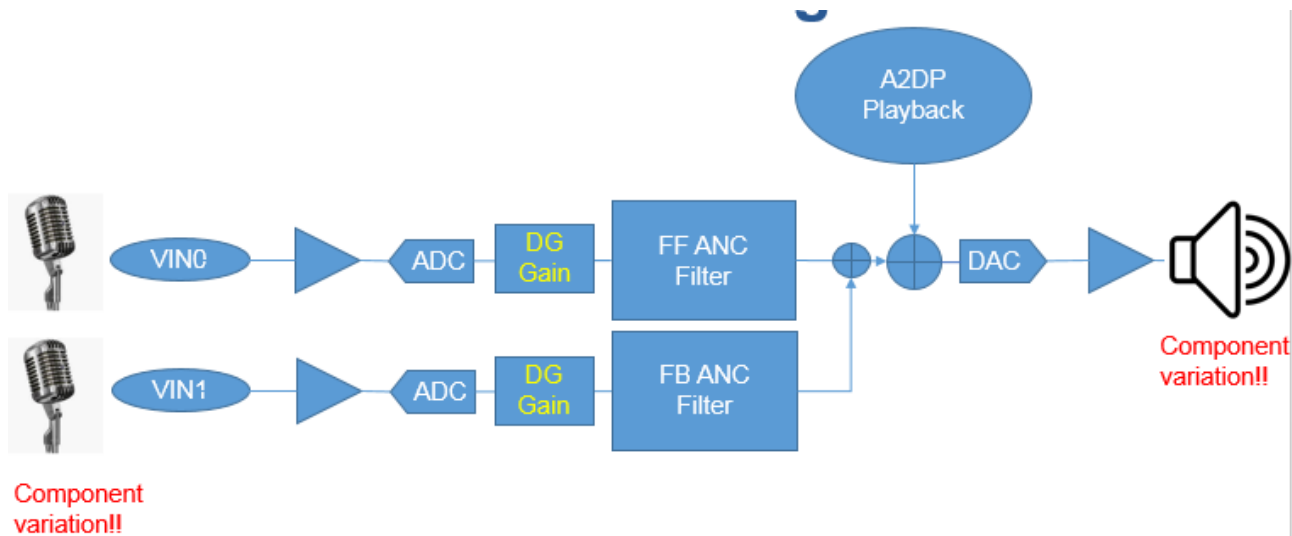 A2DP
Playback
VIN0
ADC
DG
Gain
FF ANC
Filter
DAC
VIN1
ADC
DG
Gain
FB ANC
Filter
Component
variation!!
Component
variation!!